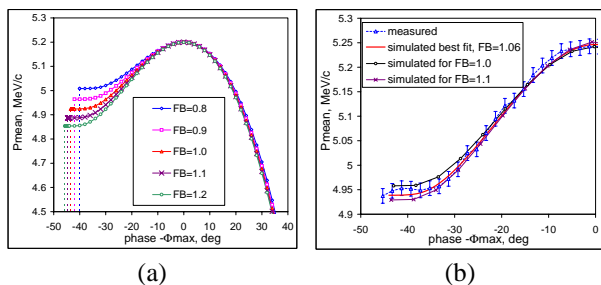 5.3
5.2
5.1
5.0
4.9
4.8
4.7
4.6
4.5
Pmean, MeV/c
-50 -40 -30 -20 -10 0 10 20 30 40
phase -Φmax, deg
FB=0.8
FB=0.9
FB=1.0
FB=1.1
FB=1.2
(a)
5.3
5.25
5.2
5.15
5.1
5.05
5
4.95
4.9
Pmean, MeV/c
-50 -40 -30 -20 -10 0
phase -Φmax, deg
measured
simulated best fit, FB=1.06
simulated for FB=1.0
simulated for FB=1.1
(b)